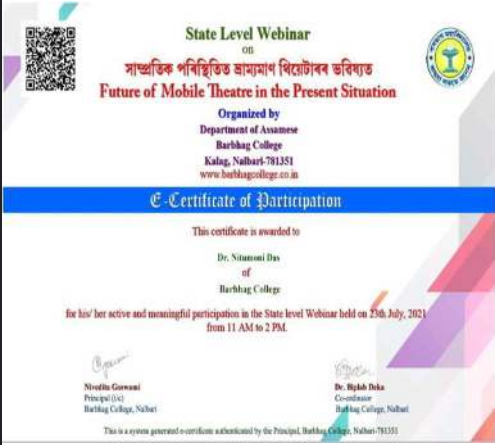 State Level Webinar
on
সাম্প্ৰতিক পৰিস্থিতিত ভ্ৰাম্যমাণ থিয়েটাৰৰ ভৱিষ্যত
Future of Mobile Theatre in the Present Situation
Organized by
Department of Assamese
Barbhag College
Kalag, Nalbari-781351
www.barbhagcollege.co.in
E-Certificate of Participation
This certificate is awarded to
Dr. Nitumoni Das
of
Barbhag College
for his/ her active and meaningful participation in the State level Webinar held on July, 2021
from 11 AM to 2 PM.
Nivedita Goswami
Principal (i/c)
Barbhag College, Nalbari
Dr. Biplab Deka
Co-ordinator
Barbhag College, Nalbari
This is a system generated e-certificate authenticated by the Principal, Barbhag College, Nalbari-781351